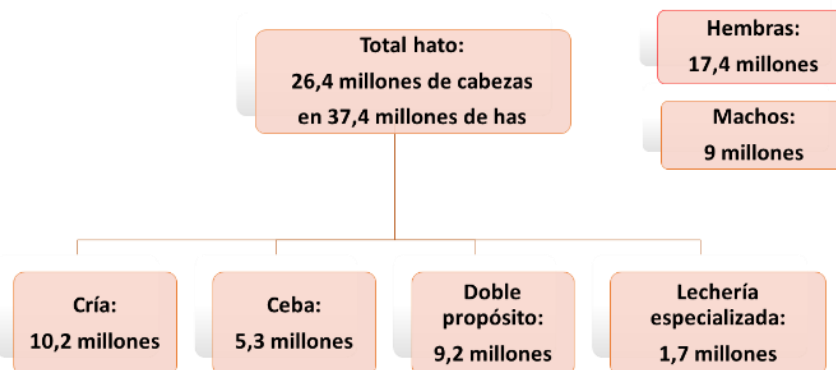 Total hato:
26,4 millones de cabezas
en 37,4 millones de has
Hembras:
17,4 millones
Machos:
9 millones
Cría:
10,2 millones
Ceba:
5,3 millones
Doble
propósito:
9,2 millones
Lechería
especializada:
1,7 millones